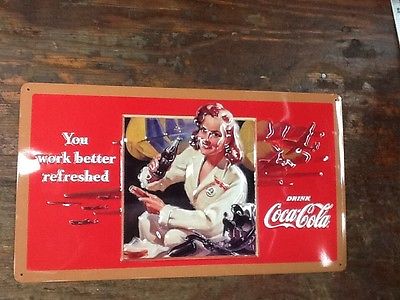 You
work better
refreshed
DRINK
Coca-Cola